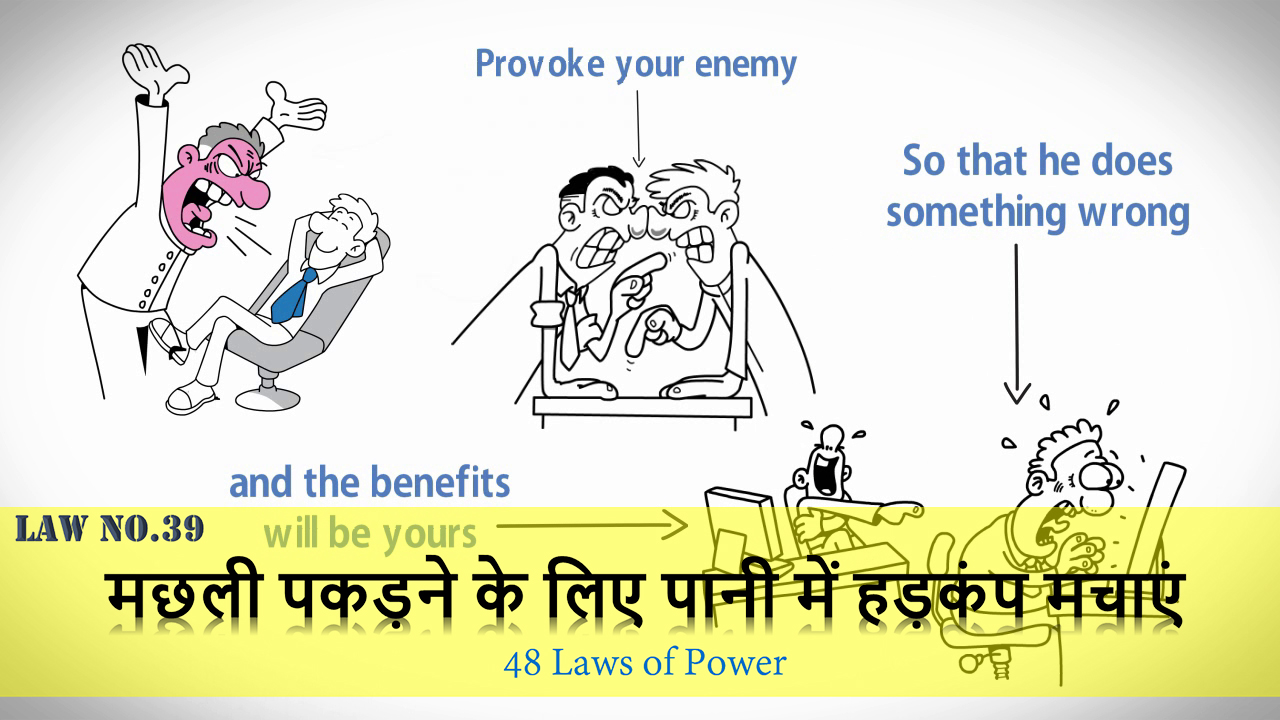 Provoke your enemy
So that he does
something wrong
and the benefits
will be yours
LAW NO.39
मछली पकड़ने के लिए पानी में हड़कंप मचाएं
48 Laws of Power